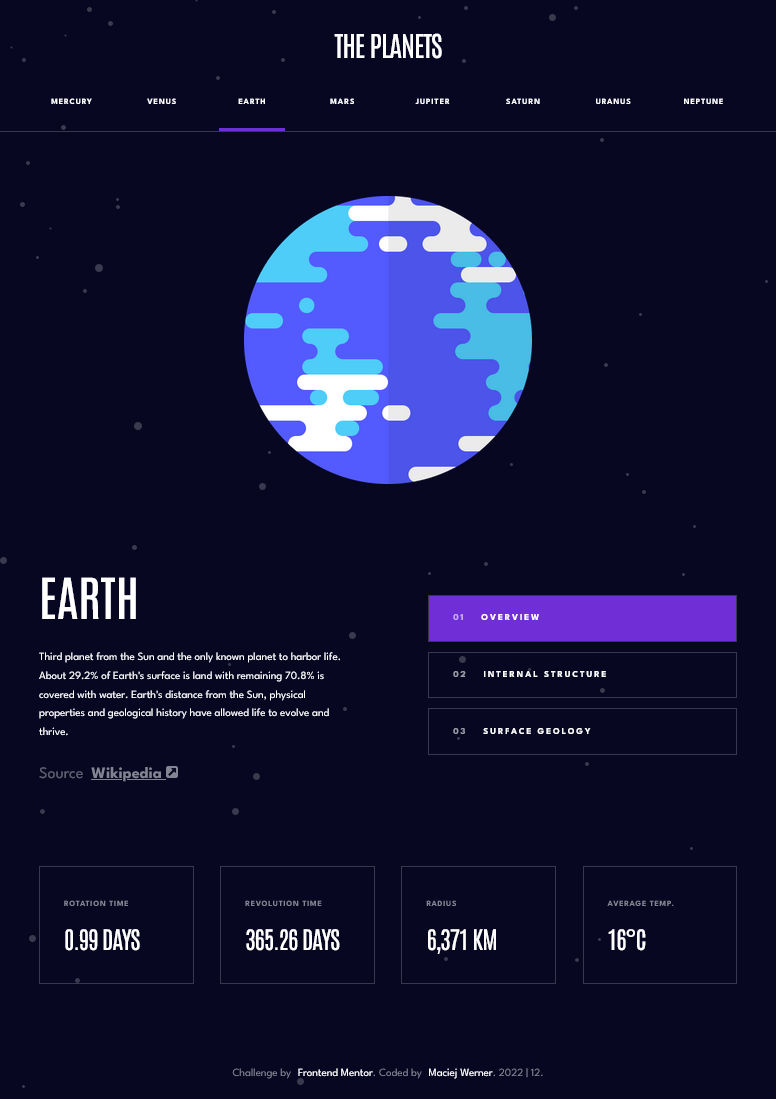 THE PLANETS
MERCURY VENUS EARTH MARS JUPITER SATURN URANUS NEPTUNE
EARTH
Third planet from the Sun and the only known planet to harbor life.
About 29.2% of Earth's surface is land with remaining 70.8% is
covered with water. Earth's distance from the Sun, physical
properties and geological history have allowed life to evolve and
thrive.
Source Wikipedia
01 OVERVIEW
02 INTERNAL STRUCTURE
03 SURFACE GEOLOGY
ROTATION TIME
0.99 DAYS
REVOLUTION TIME
365.26 DAYS
RADIUS
6,371 KM
AVERAGE TEMP.
16°C
Challenge by Frontend Mentor. Coded by Maciej Werner. 2022 | 12.